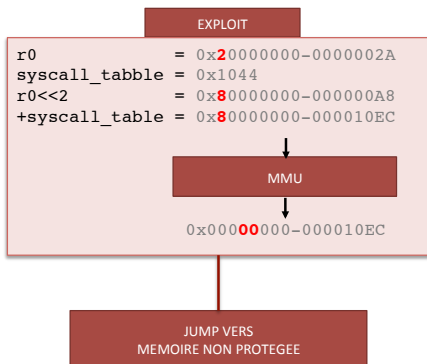 EXPLOIT
r0 = 0x20000000-0000002A
syscall_tabble = 0x1044
r0<<2 = 0x80000000-000000A8
+syscall_table = 0x80000000-000010EC
MMU
0x00000000-000010EC
JUMP VERS
MEMOIRE NON PROTEGEE